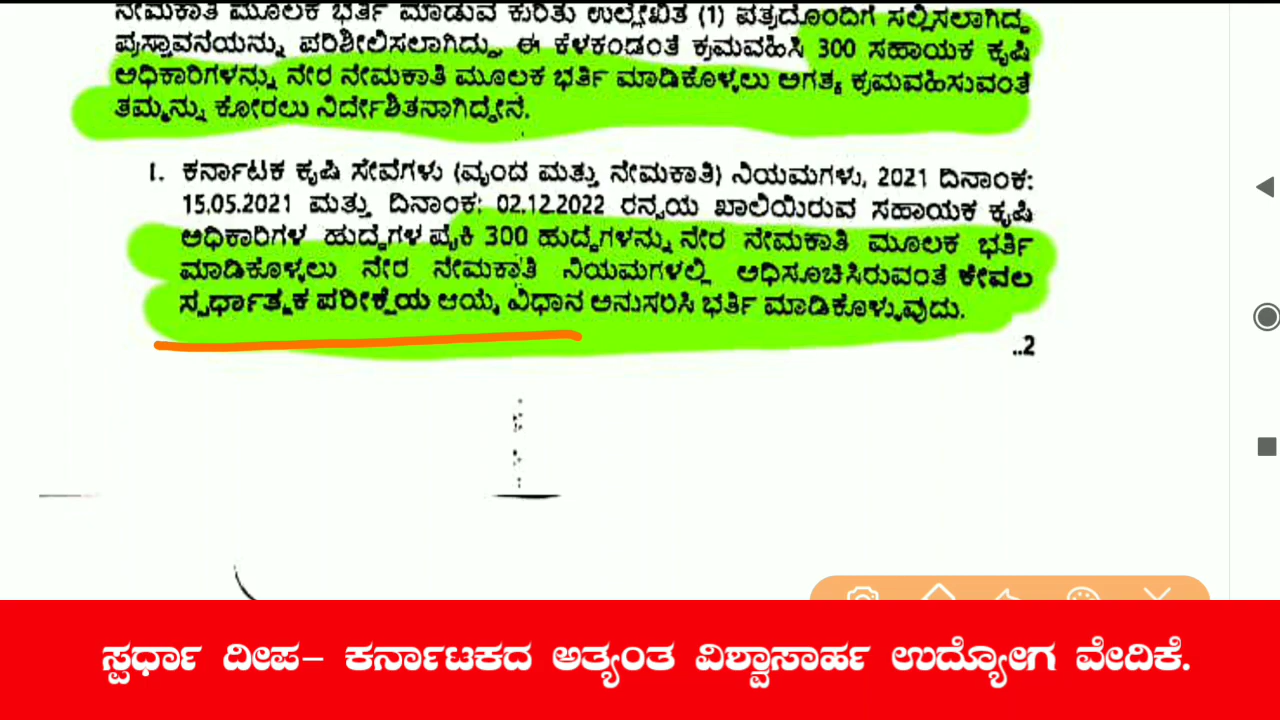 ನೇಮಕಾತಿ ಮೂಲಕ ಭರ್ತಿ ಮಾಡುವ ಕುರಿತು ಉಲ್ಲೇಖಿತ (1) ಪತ್ರದೊಂದಿಗೆ ಸಲ್ಲಿಸಲಾಗಿದ್ದ
ಪ್ರಸ್ತಾವನೆಯನ್ನು ಪರಿಶೀಲಿಸಲಾಗಿದ್ದು, ಈ ಕೆಳಕಂಡಂತೆ ಕ್ರಮವಹಿಸಿ 300 ಸಹಾಯಕ ಕೃಷಿ
ಅಧಿಕಾರಿಗಳನ್ನು ನೇರ ನೇಮಕಾತಿ ಮೂಲಕ ಭರ್ತಿ ಮಾಡಿಕೊಳ್ಳಲು ಅಗತ್ಯ ಕ್ರಮವಹಿಸುವಂತೆ
ತಮ್ಮನ್ನು ಕೋರಲು ನಿರ್ದೇಶಿತನಾಗಿದ್ದೇನೆ.
1. ಕರ್ನಾಟಕ ಕೃಷಿ ಸೇವೆಗಳು (ವೃಂದ ಮತ್ತು ನೇಮಕಾತಿ) ನಿಯಮಗಳು, 2021 ದಿನಾಂಕ:
15.05.2021 ಮತ್ತು ದಿನಾಂಕ: 02.12.2022 ರನ್ವಯ ಖಾಲಿಯಿರುವ ಸಹಾಯಕ ಕೃಷಿ
ಅಧಿಕಾರಿಗಳ ಹುದ್ದೆಗಳ ಪೈಕಿ 300 ಹುದ್ದೆಗಳನ್ನು ನೇರ ನೇಮಕಾತಿ ಮೂಲಕ ಭರ್ತಿ
ಮಾಡಿಕೊಳ್ಳಲು ನೇರ ನೇಮಕಾತಿ ನಿಯಮಗಳಲ್ಲಿ ಅಧಿಸೂಚಿಸಿರುವಂತೆ ಕೇವಲ
ಸ್ಪರ್ಧಾತ್ಮಕ ಪರೀಕ್ಷೆಯ ಆಯ್ಕೆ ವಿಧಾನ ಅನುಸರಿಸಿ ಭರ್ತಿ ಮಾಡಿಕೊಳ್ಳುವುದು.
..2
ಸ್ಪರ್ಧಾ ದೀಪ- ಕರ್ನಾಟಕದ ಅತ್ಯಂತ ವಿಶ್ವಾಸಾರ್ಹ ಉದ್ಯೋಗ ವೇದಿಕೆ.